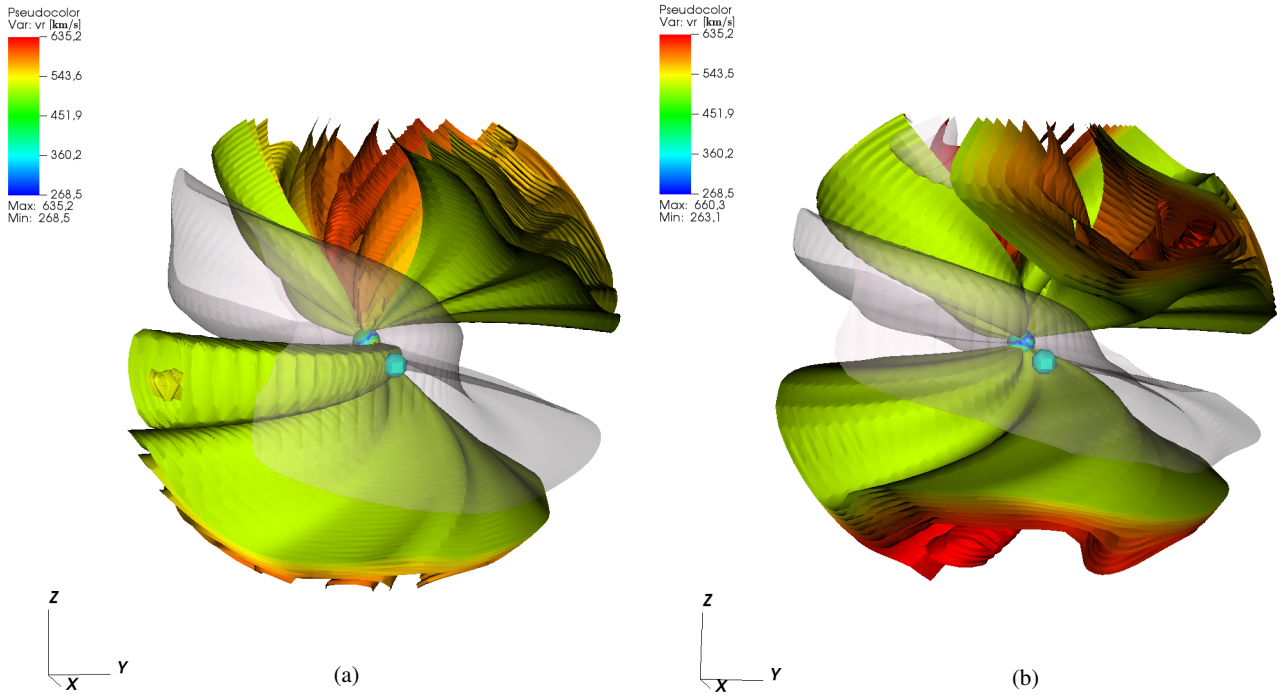 Pseudocolor
Var: vr [km/s]
635,2
543,6
451,9
360,2
268,5
Max: 635,2
Min: 268,5
Z
Y
X
(a)
Pseudocolor
Var: vr [km/s]
635,2
543,6
451,9
360,2
268,5
Max: 660,3
Min: 263,1
Z
Y
X
(b)